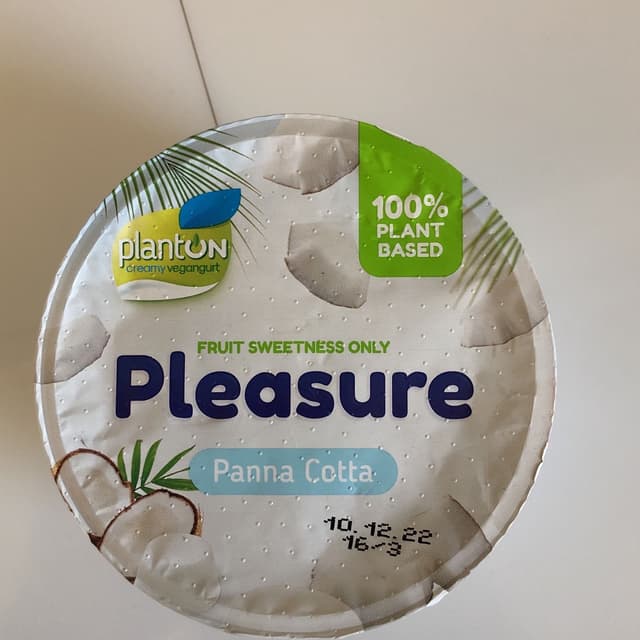 plantON
creamy vegangurt
100%
PLANT
BASED
FRUIT SWEETNESS ONLY
Pleasure
Panna Cotta
10.12.22
16/3